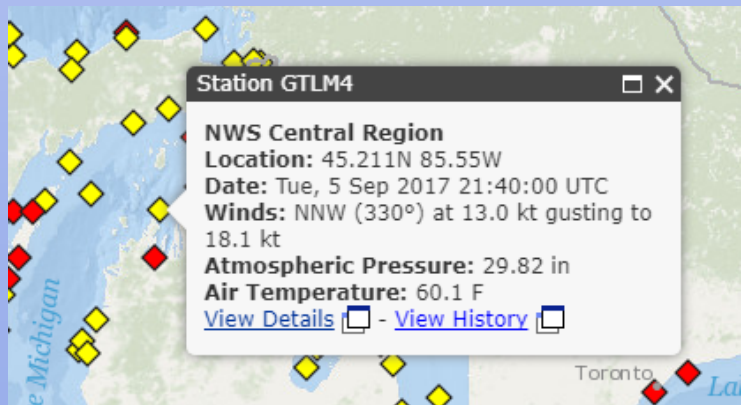 Station GTLM4
NWS Central Region
Location: 45.211N 85.55W
Date: Tue, 5 Sep 2017 21:40:00 UTC
Winds: NNW (330°) at 13.0 kt gusting to
18.1 kt
Atmospheric Pressure: 29.82 in
Air Temperature: 60.1 F
View Details - View History
Michigan
Toronto